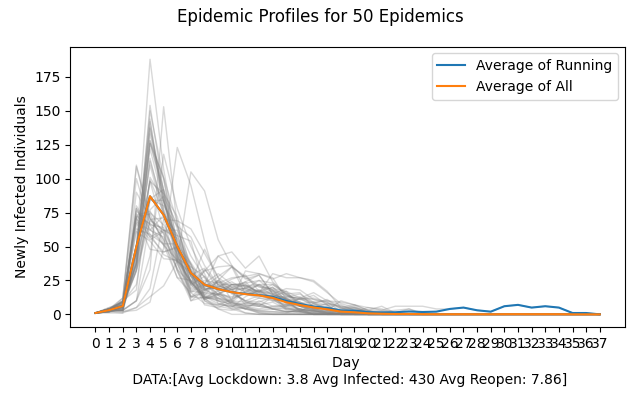 Epidemic Profiles for 50 Epidemics
Average of Running
Average of All
Newly Infected Individuals
175
150
125
100
75
50
25
0
0 1 2 3 4 5 6 7 8 9 10 11 12 13 14 15 16 17 18 19 20 21 22 23 24 25 26 27 28 29 30 31 32 33 34 35 36 37
Day
DATA:[Avg Lockdown: 3.8 Avg Infected: 430 Avg Reopen: 7.86]